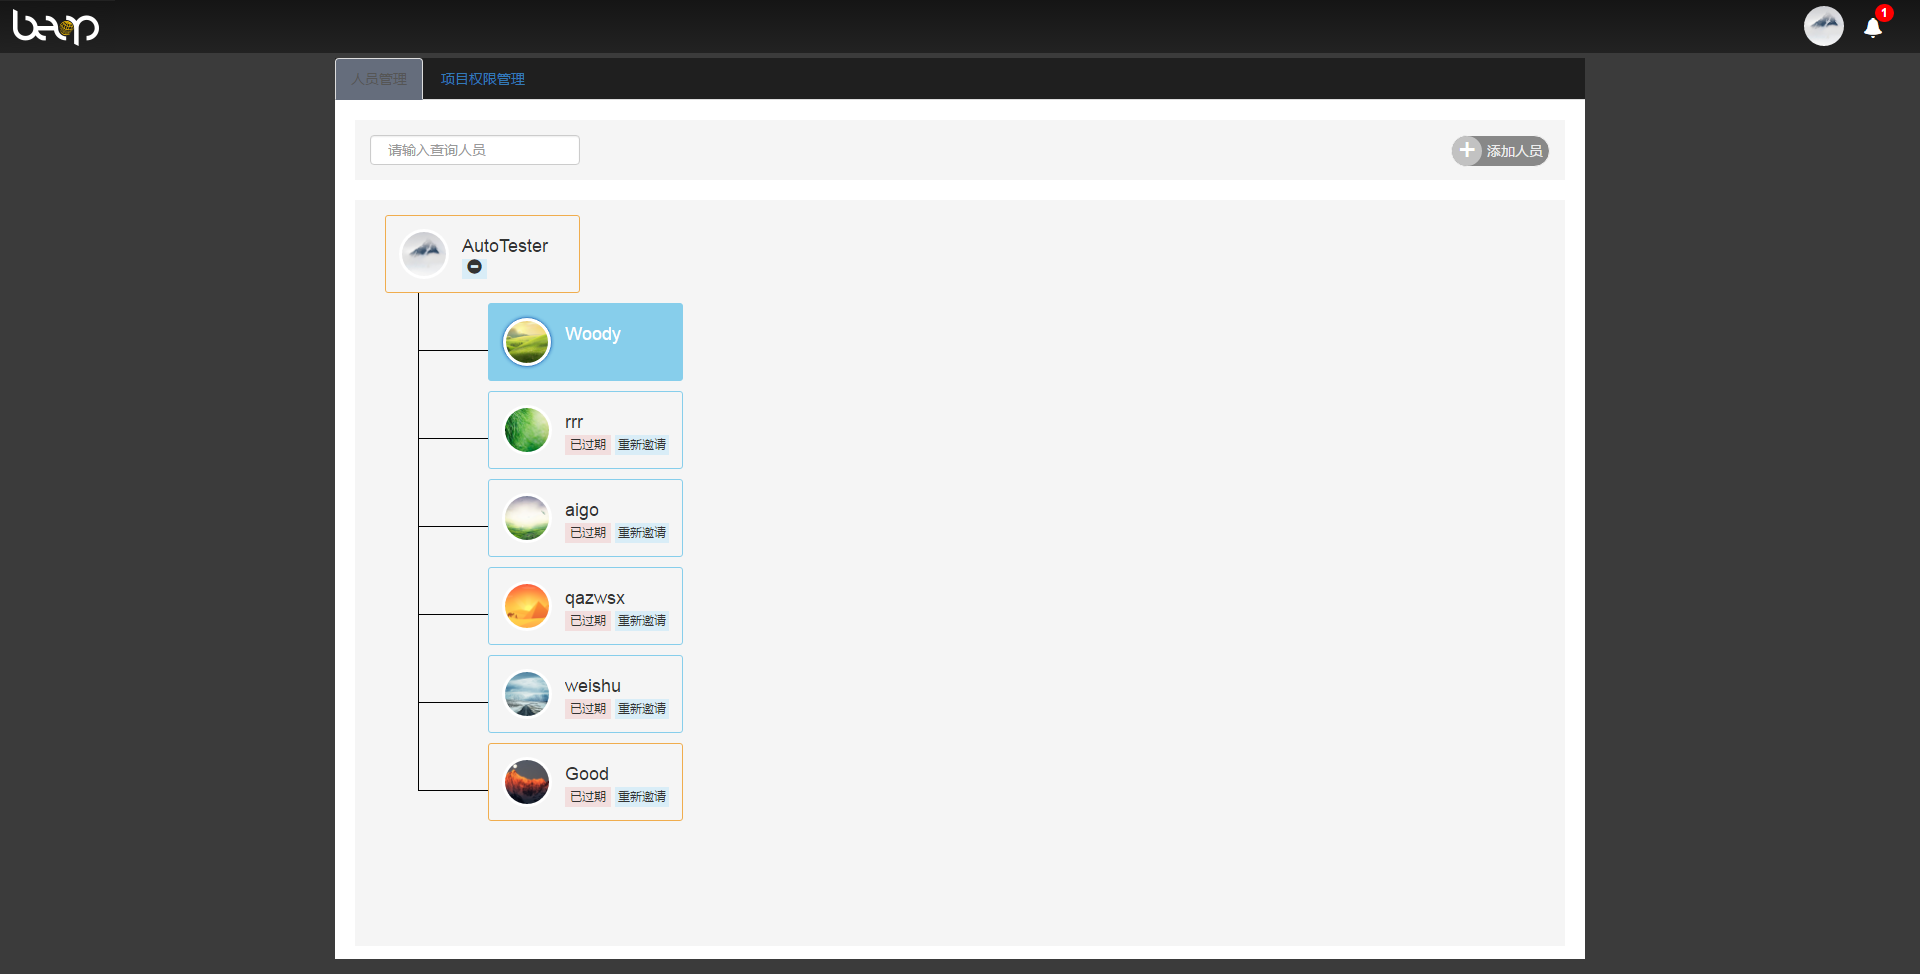 beop
1
人员管理
项目权限管理
请输入查询人员
添加人员
AutoTester
Woody
rrr
已过期 重新邀请
aigo
已过期 重新邀请
qazwsx
已过期 重新邀请
weishu
已过期 重新邀请
Good
已过期 重新邀请